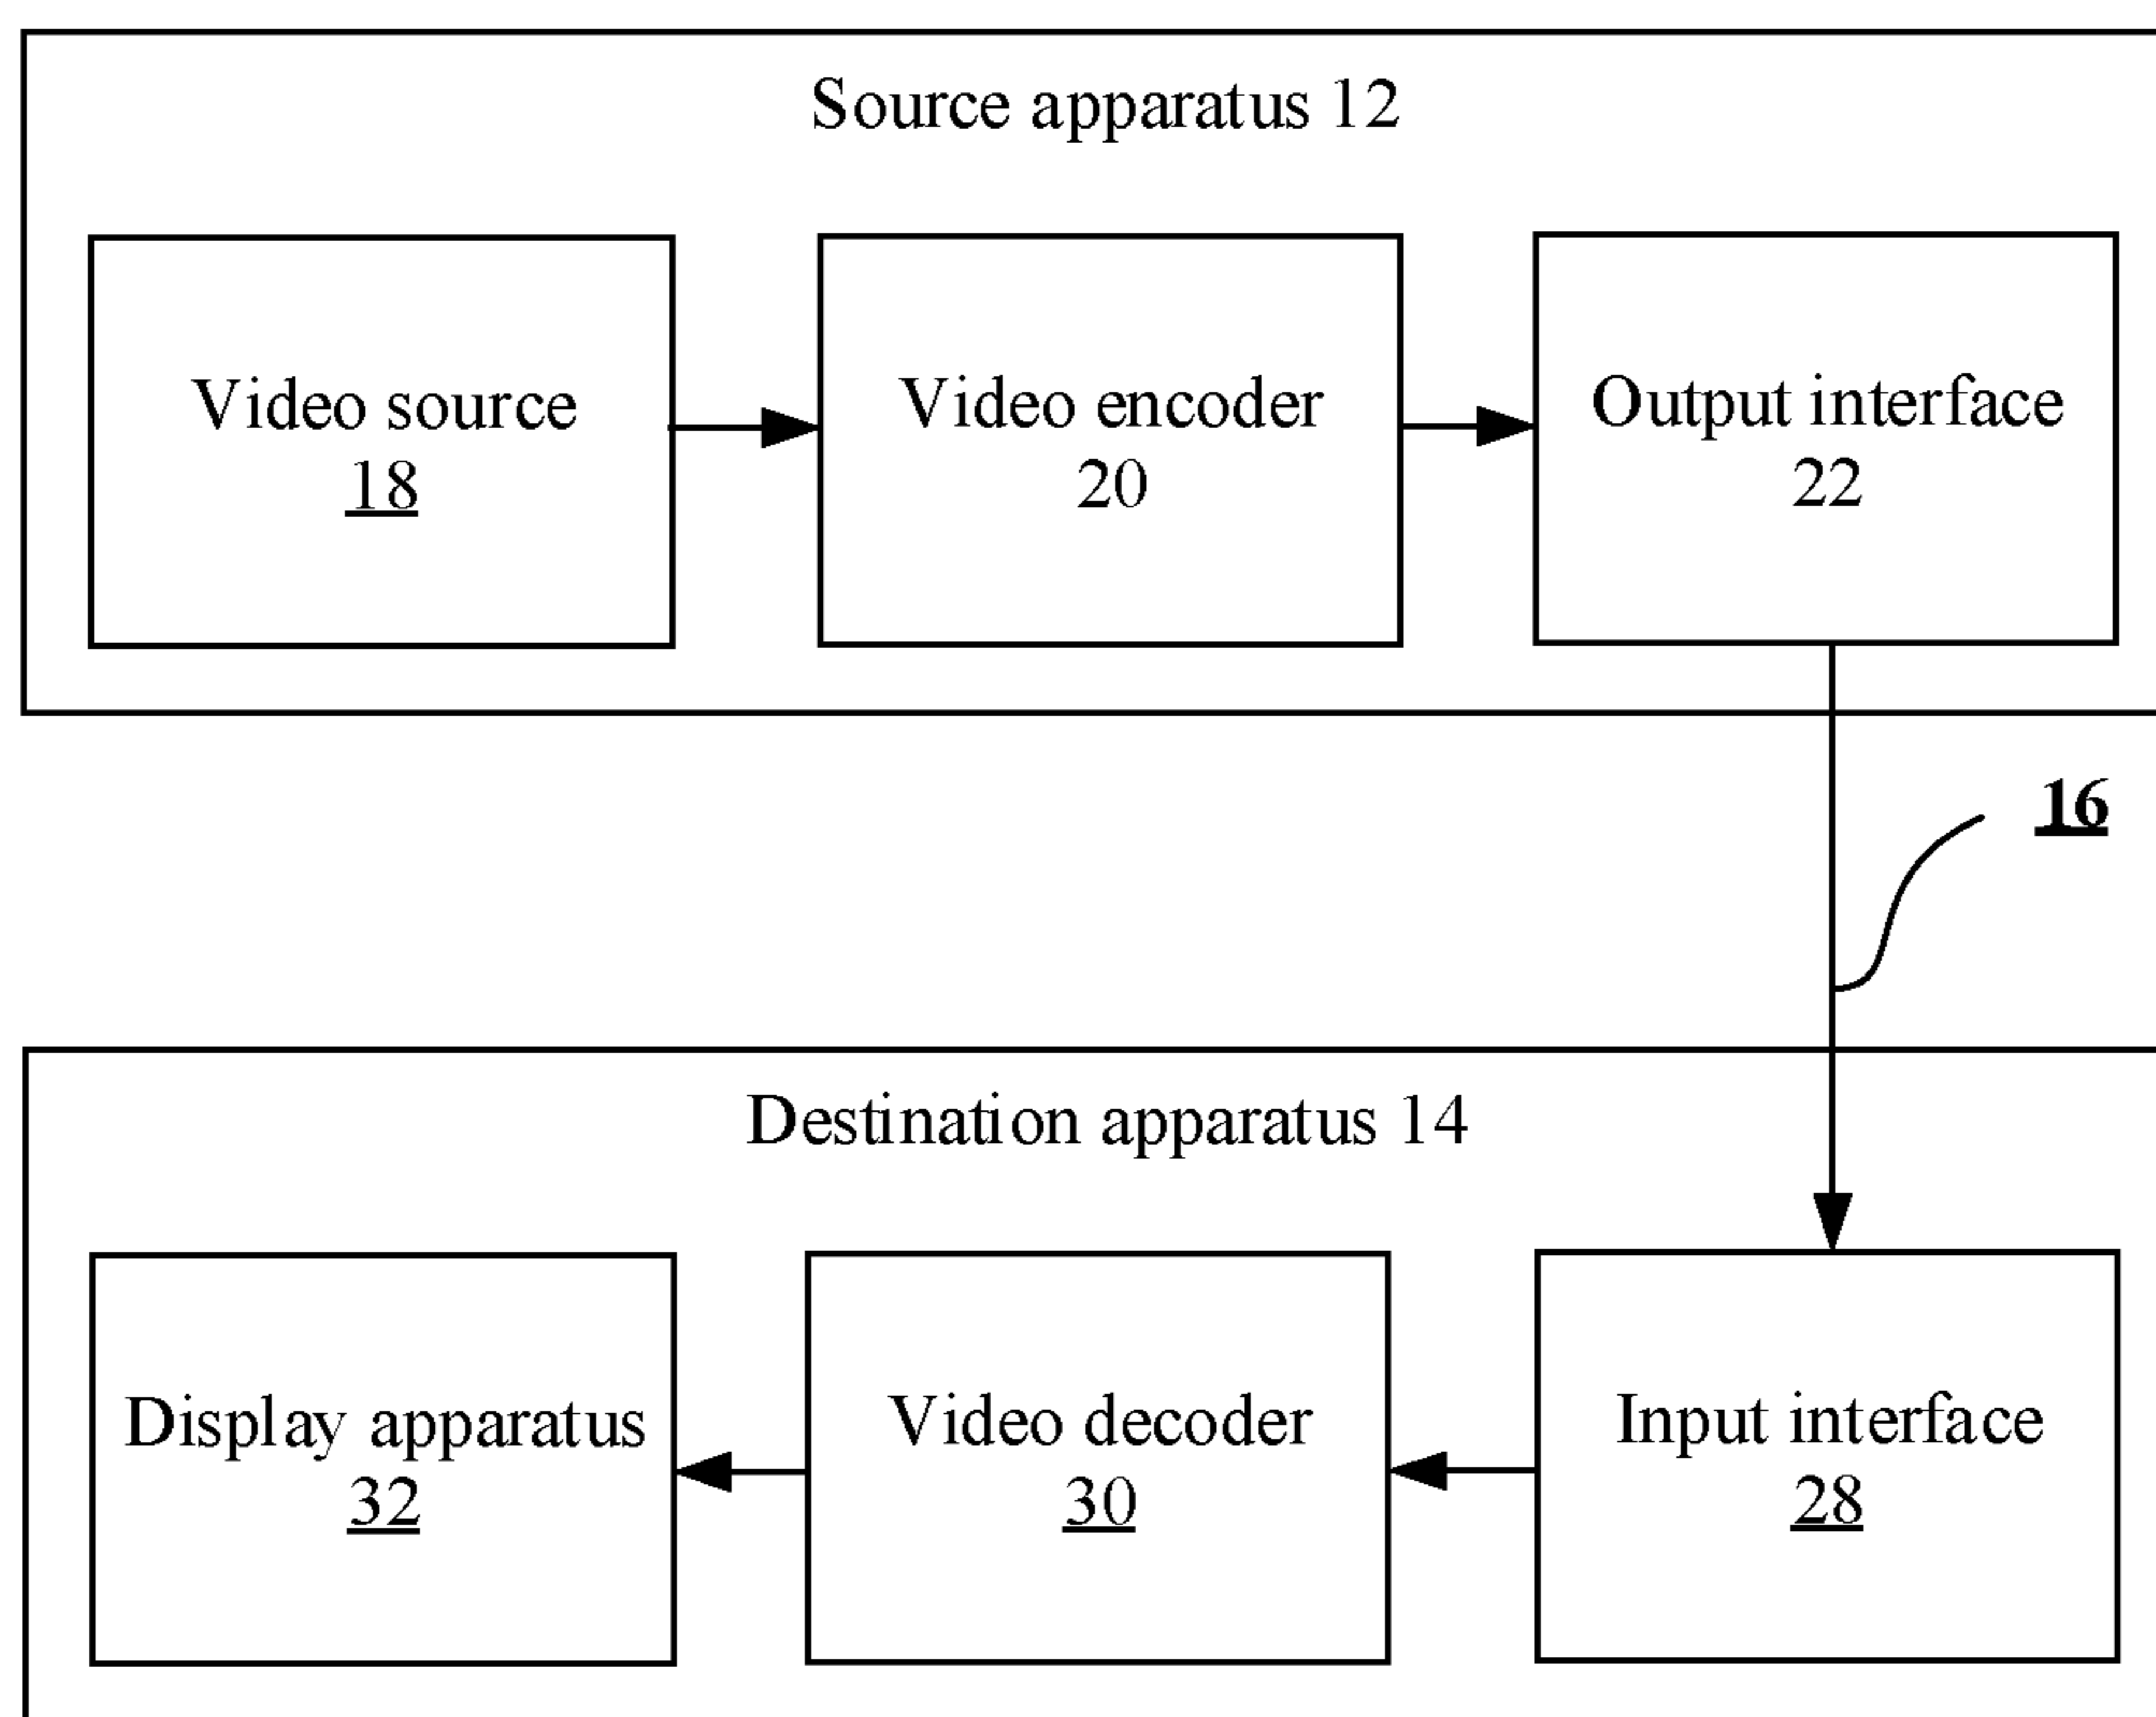 Source apparatus 12
Video source
18
Video encoder
20
Output interface
22
16
Destination apparatus 14
Display apparatus
32
Video decoder
30
Input interface
28